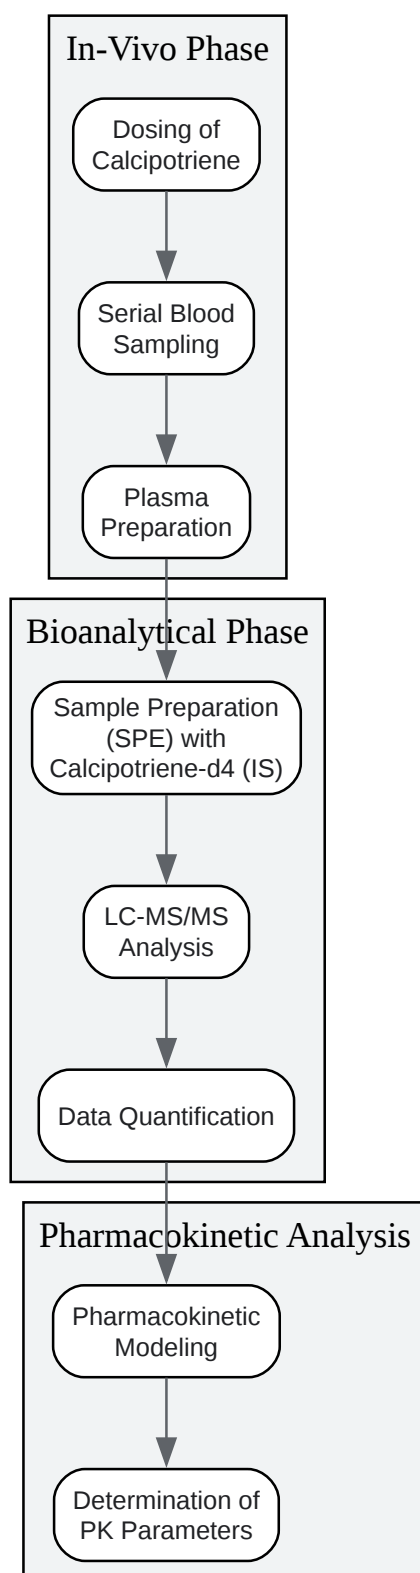 In-Vivo Phase
Dosing of
Calcipotriene
Serial Blood
Sampling
Plasma
Preparation
Bioanalytical Phase
Sample Preparation
(SPE) with
Calcipotriene-d4 (IS)
LC-MS/MS
Analysis
Data Quantification
Pharmacokinetic Analysis
Pharmacokinetic
Modeling
Determination of
PK Parameters